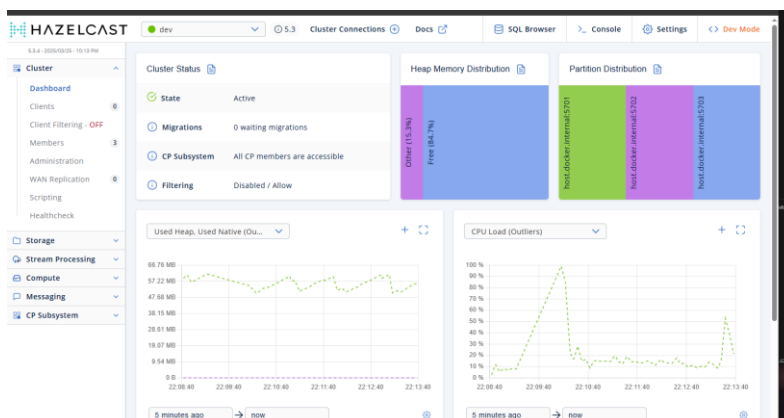 HAZELCAST
dev
5.3
Cluster Connections
Docs
SQL Browser
>_ Console
Settings
<> Dev Mode
5.3.4 - 2025/03/25 - 10:13 PM
Cluster
Dashboard
Clients 0
Client Filtering - OFF
Members 3
Administration
WAN Replication 0
Scripting
Healthcheck
Storage
Stream Processing
Compute
Messaging
CP Subsystem
Cluster Status
State Active
Migrations 0 waiting migrations
CP Subsystem All CP members are accessible
Filtering Disabled / Allow
Heap Memory Distribution
Other (15.3%)
Free (84.7%)
Partition Distribution
host.docker.internal:5701
host.docker.internal:5702
host.docker.internal:5703
Used Heap, Used Native (Ou...
66.76 MB
57.22 MB
47.68 MB
38.15 MB
28.61 MB
19.07 MB
9.54 MB
0 B
22:08:40 22:09:40 22:10:40 22:11:40 22:12:40 22:13:40
5 minutes ago → now
CPU Load (Outliers)
100 %
90 %
80 %
70 %
60 %
50 %
40 %
30 %
20 %
10 %
0 %
22:08:40 22:09:40 22:10:40 22:11:40 22:12:40 22:13:40
5 minutes ago → now